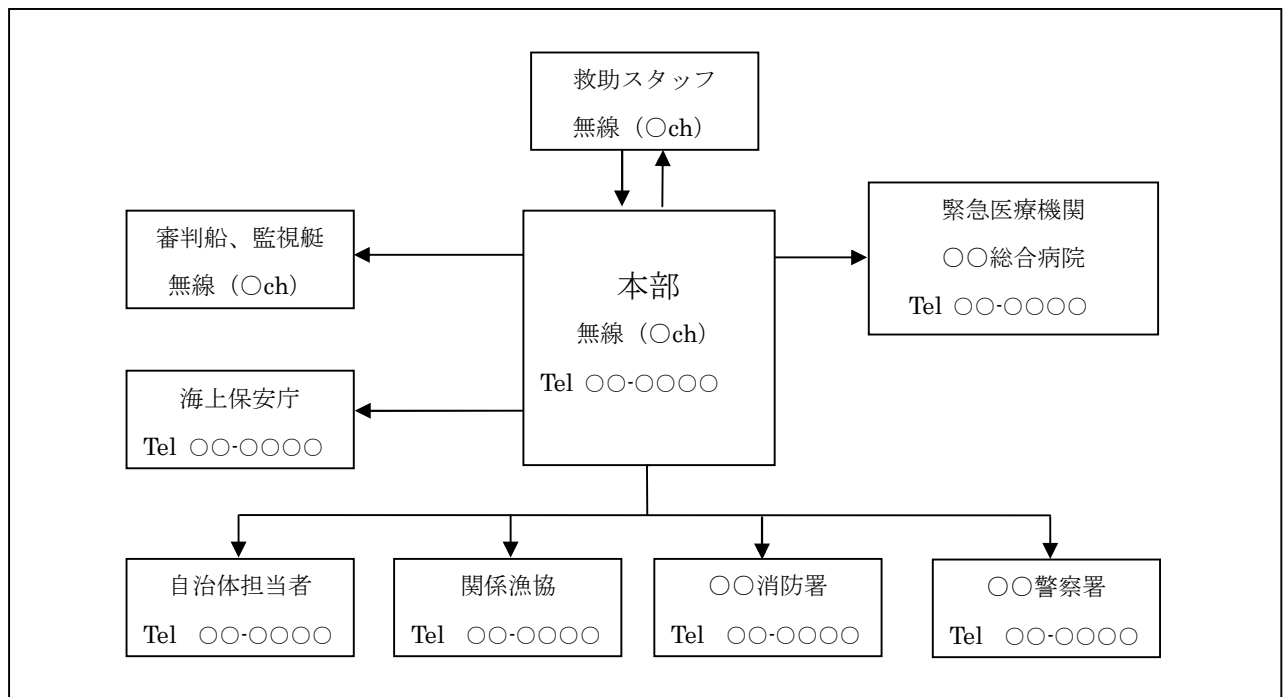 救助スタッフ
無線（○ch）
審判船、監視艇
無線（○ch）
本部
無線（○ch）
Tel ○○-○○○○
緊急医療機関
○○総合病院
Tel ○○-○○○○
海上保安庁
Tel ○○-○○○○
自治体担当者
Tel ○○-○○○○
関係漁協
Tel ○○-○○○○
○○消防署
Tel ○○-○○○○
○○警察署
Tel ○○-○○○○